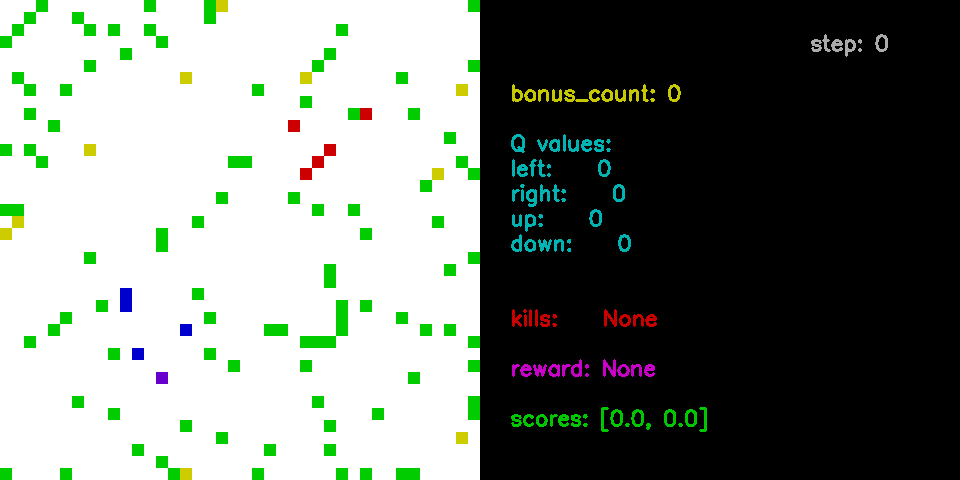 step: 0
bonus_count: 0
Q values:
left: 0
right: 0
up: 0
down: 0
kills: None
reward: None
scores: [0.0, 0.0]